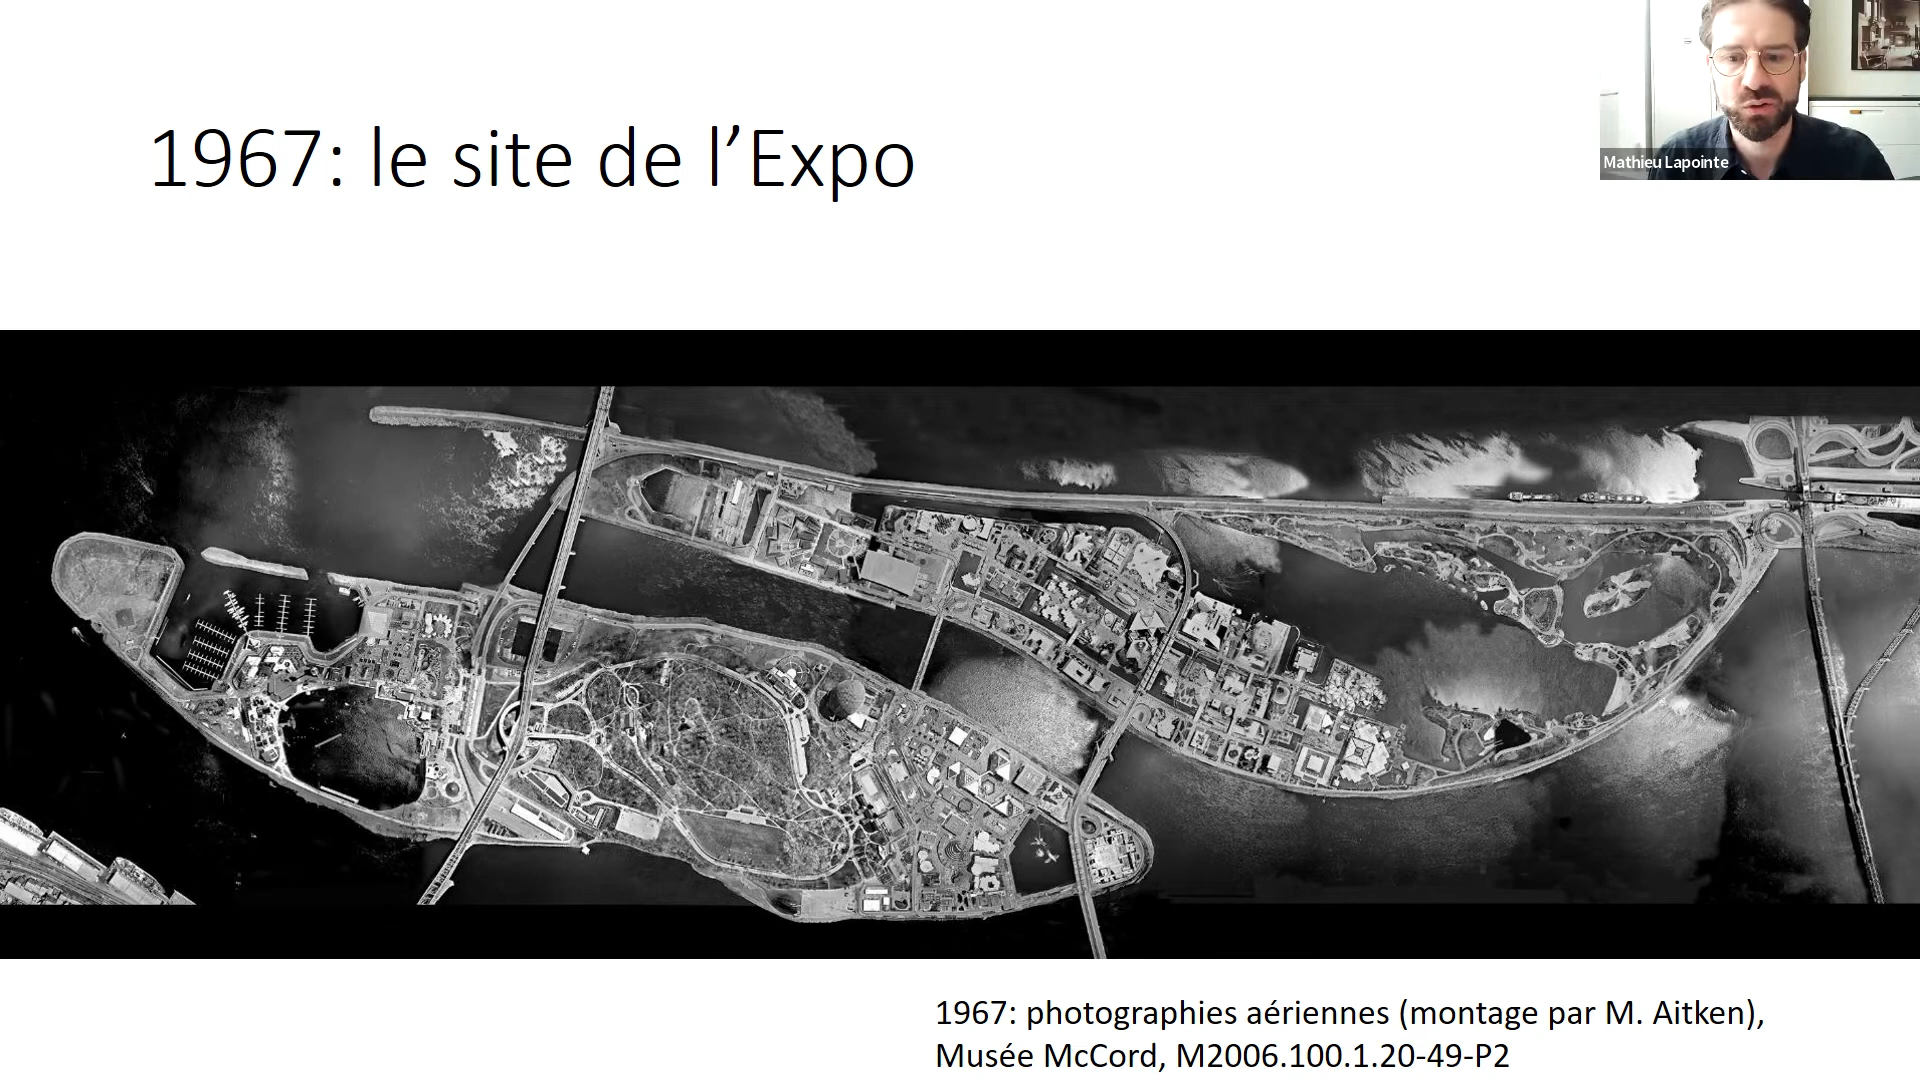 1967: le site de l’Expo
Mathieu Lapointe
1967: photographies aériennes (montage par M. Aitken),
Musée McCord, M2006.100.1.20-49-P2